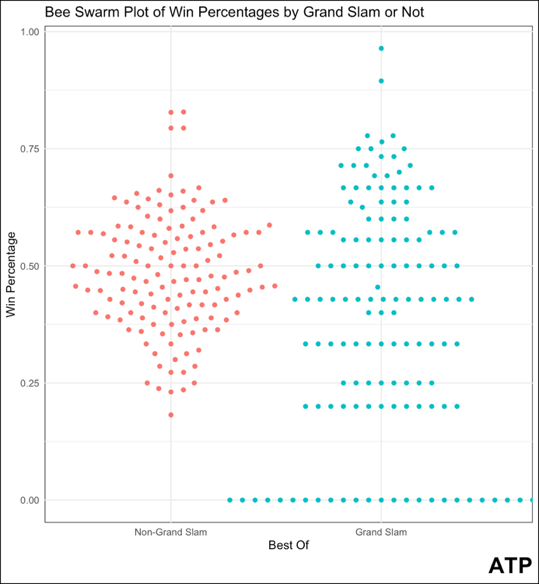 Bee Swarm Plot of Win Percentages by Grand Slam or Not
1.00
0.75
0.50
0.25
0.00
Win Percentage
Non-Grand Slam
Grand Slam
Best Of
ATP